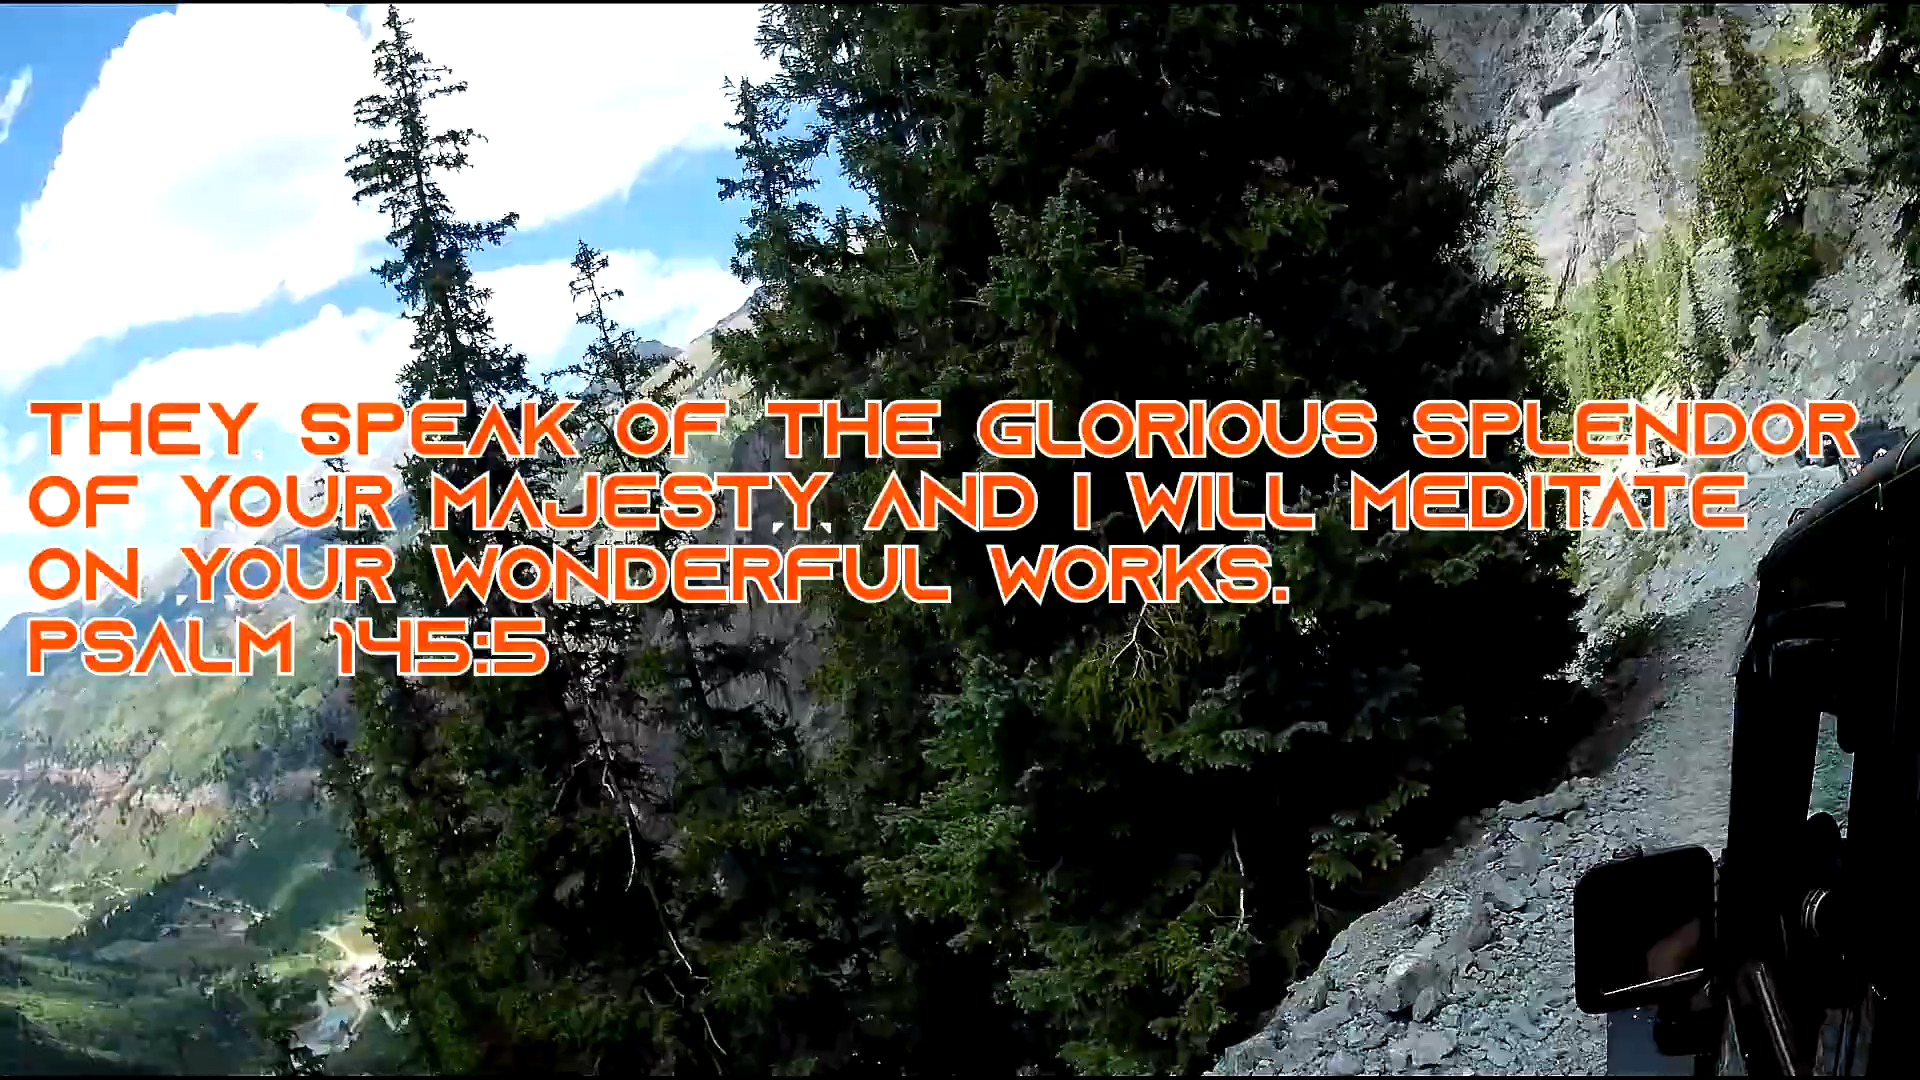 THEY SPEAK OF THE GLORIOUS SPLENDOR
OF YOUR MAJESTY AND I WILL MEDITATE
ON YOUR WONDERFUL WORKS.
PSALM 145:5